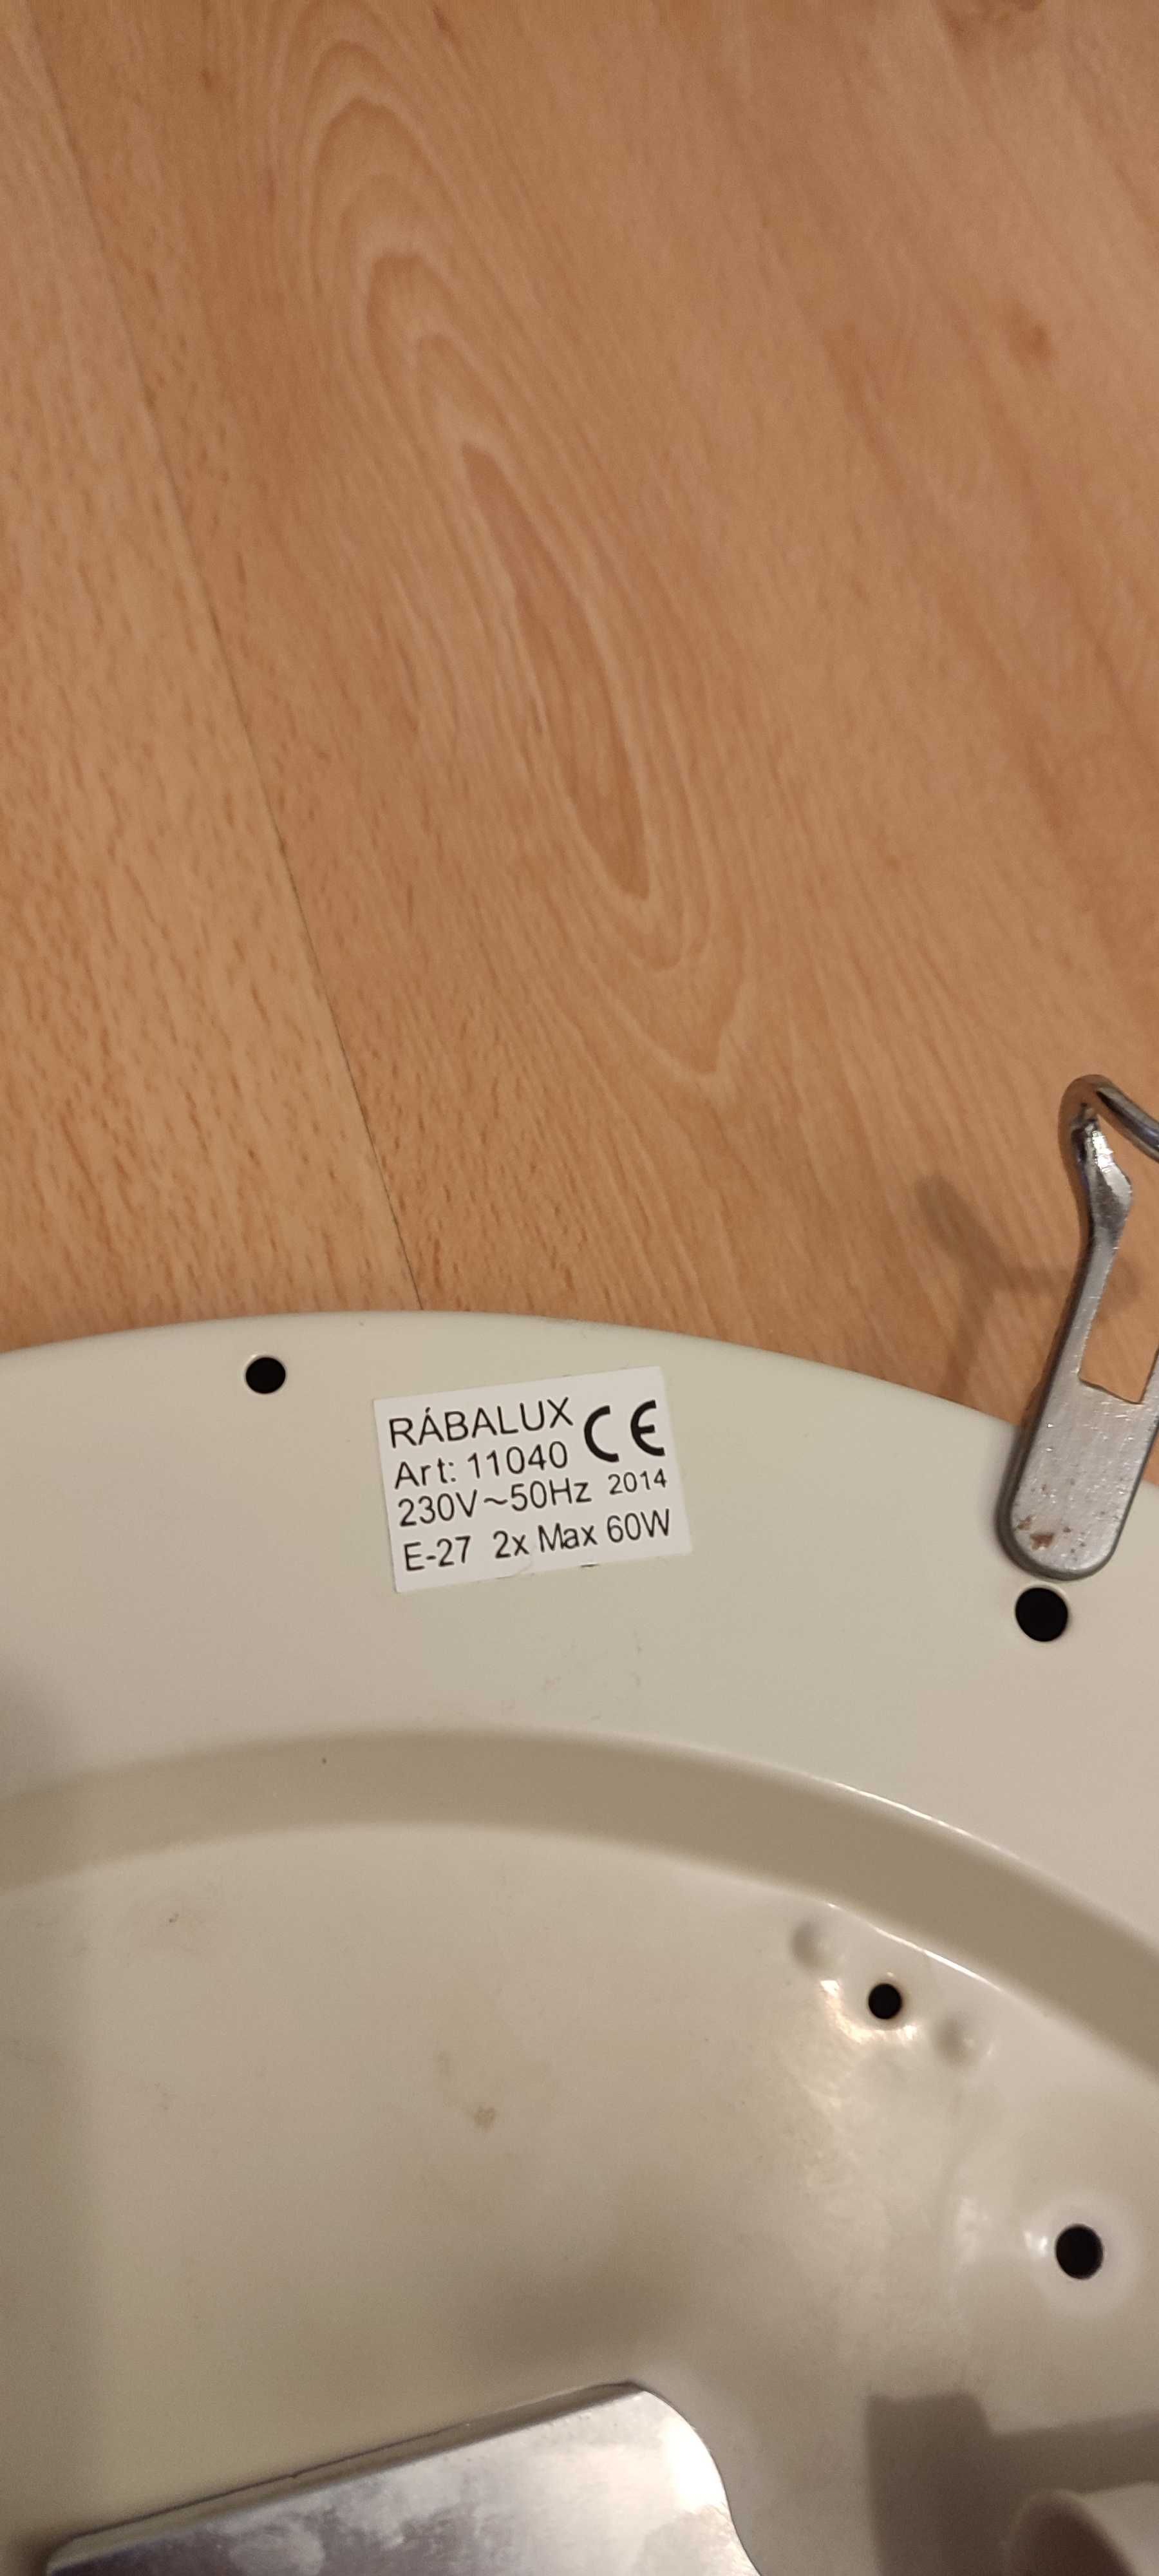 RÁBALUX CE
Art: 11040
230V~50Hz 2014
E-27 2x Max 60W